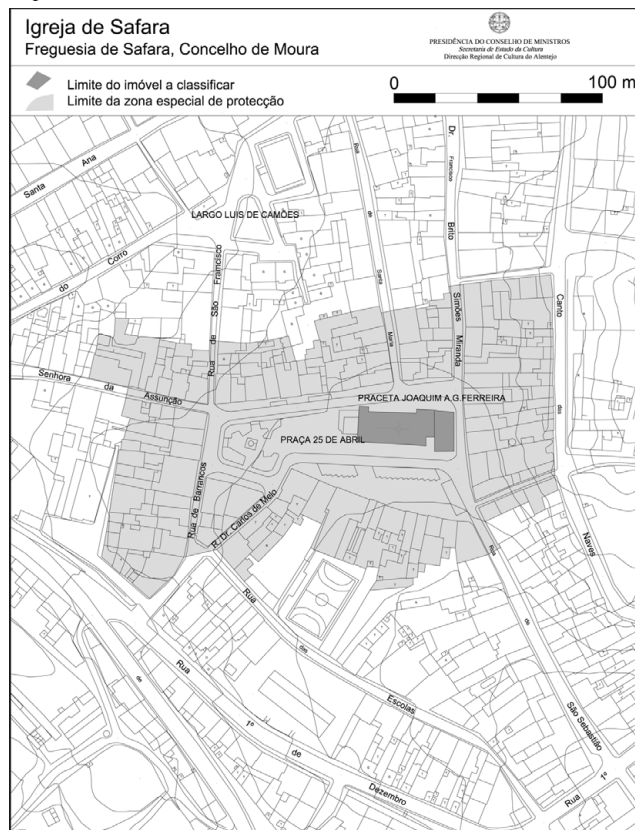 Igreja de Safara
Freguesia de Safara, Concelho de Moura
PRESIDÊNCIA DO CONSELHO DE MINISTROS
Secretaria de Estado da Cultura
Direcção Regional de Cultura do Alentejo
Limite do imóvel a classificar
Limite da zona especial de protecção
0 100 m
Santa Ana
do Corro
LARGO LUIS DE CAMÕES
Rua de São Francisco
Rua de Santa Maria
Dr. Francisco Brito Simões Miranda
Canto das Naves
Senhora da Assunção
PRACETA JOAQUIM A.G.FERREIRA
PRAÇA 25 DE ABRIL
Rua de Barrancos
R. Dr. Carlos de Melo
Rua das Escolas
Rua de São Sebastião
Rua 1º de Dezembro
de
Rua 1º